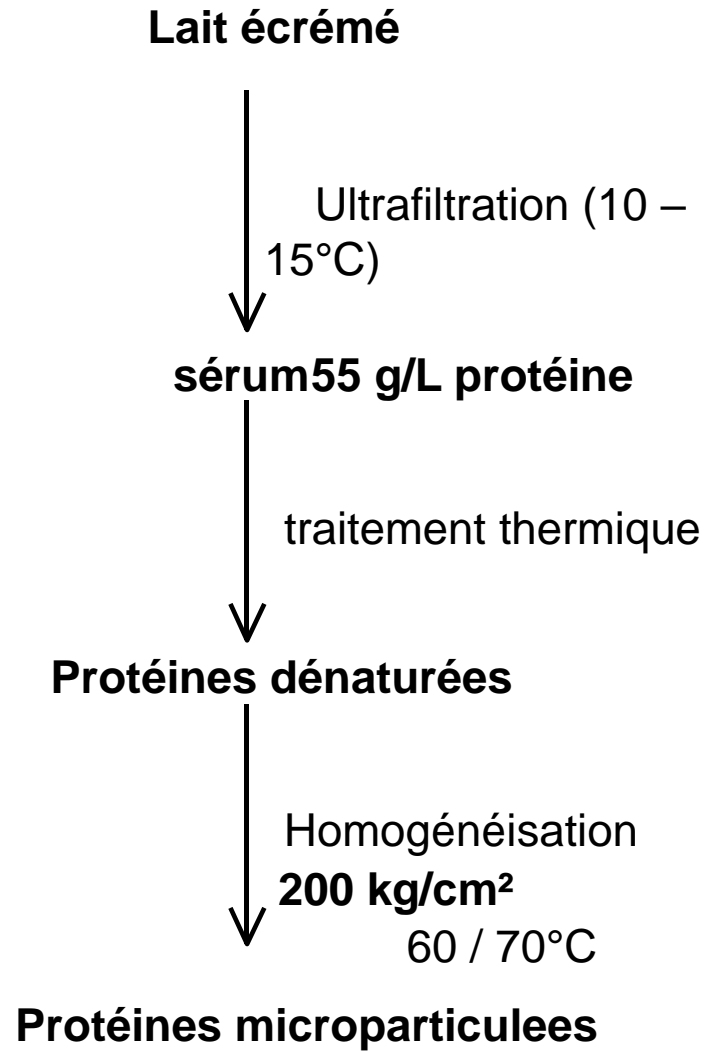 Lait écrémé
Ultrafiltration (10 –
15°C)
sérum55 g/L protéine
traitement thermique
Protéines dénaturées
Homogénéisation
200 kg/cm²
60 / 70°C
Protéines microparticulees